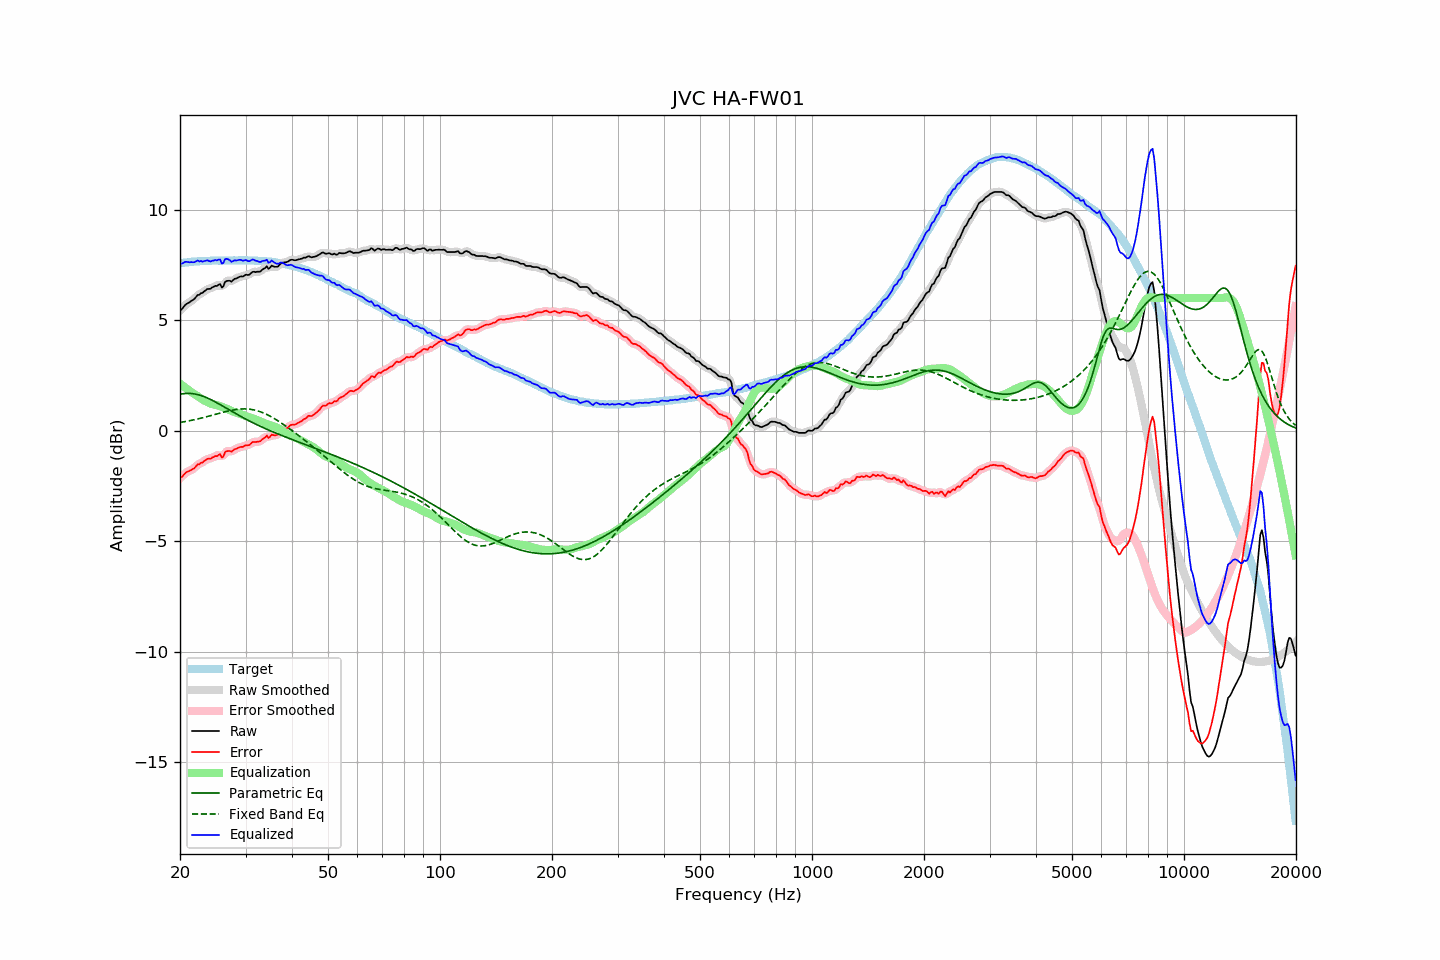 JVC HA-FW01
Amplitude (dBr)
10
5
0
−5
−10
−15
Target
Raw Smoothed
Error Smoothed
Raw
Error
Equalization
Parametric Eq
Fixed Band Eq
Equalized
20 50 100 200 500 1000 2000 5000 10000 20000
Frequency (Hz)